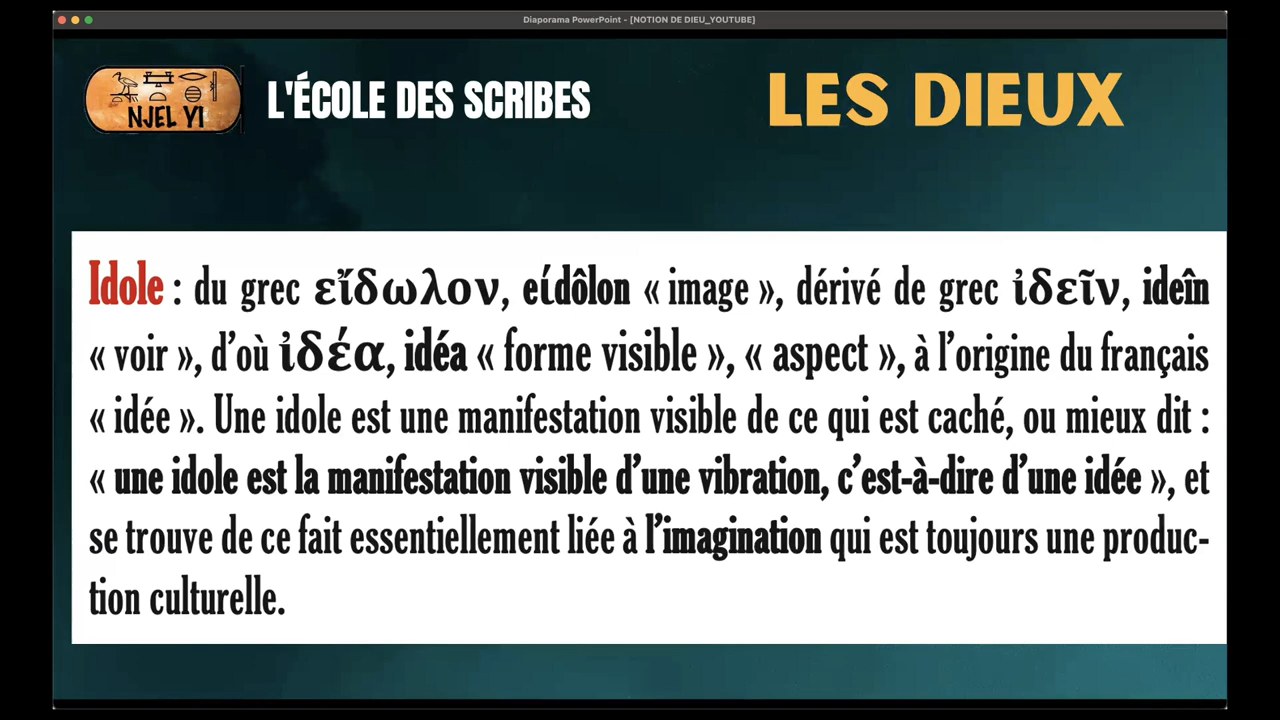 Diaporama PowerPoint - [NOTION DE DIEU_YOUTUBE]
NJEL YI
L'ÉCOLE DES SCRIBES
LES DIEUX
Idole : du grec εἴδωλον, eídôlon « image », dérivé de grec ἰδεῖν, ideîn
« voir », d’où ἰδέα, idéa « forme visible », « aspect », à l’origine du français
« idée ». Une idole est une manifestation visible de ce qui est caché, ou mieux dit :
« une idole est la manifestation visible d’une vibration, c’est-à-dire d’une idée », et
se trouve de ce fait essentiellement liée à l’imagination qui est toujours une produc-
tion culturelle.